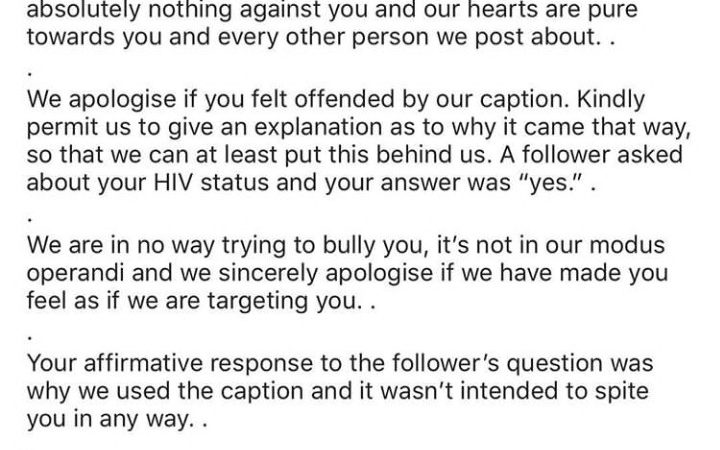 absolutely nothing against you and our hearts are pure
towards you and every other person we post about. .
.
We apologise if you felt offended by our caption. Kindly
permit us to give an explanation as to why it came that way,
so that we can at least put this behind us. A follower asked
about your HIV status and your answer was “yes.” .
.
We are in no way trying to bully you, it’s not in our modus
operandi and we sincerely apologise if we have made you
feel as if we are targeting you. .
.
Your affirmative response to the follower’s question was
why we used the caption and it wasn’t intended to spite
you in any way. .